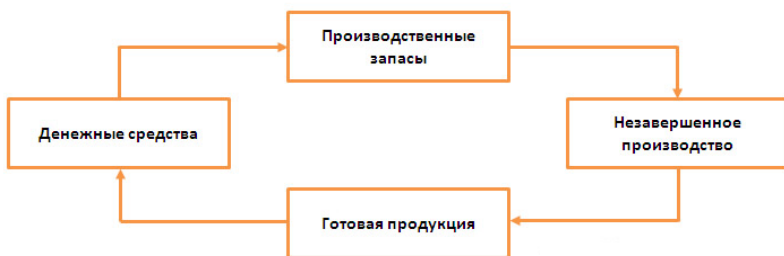 Производственные
запасы
Денежные средства
Незавершенное
производство
Готовая продукция